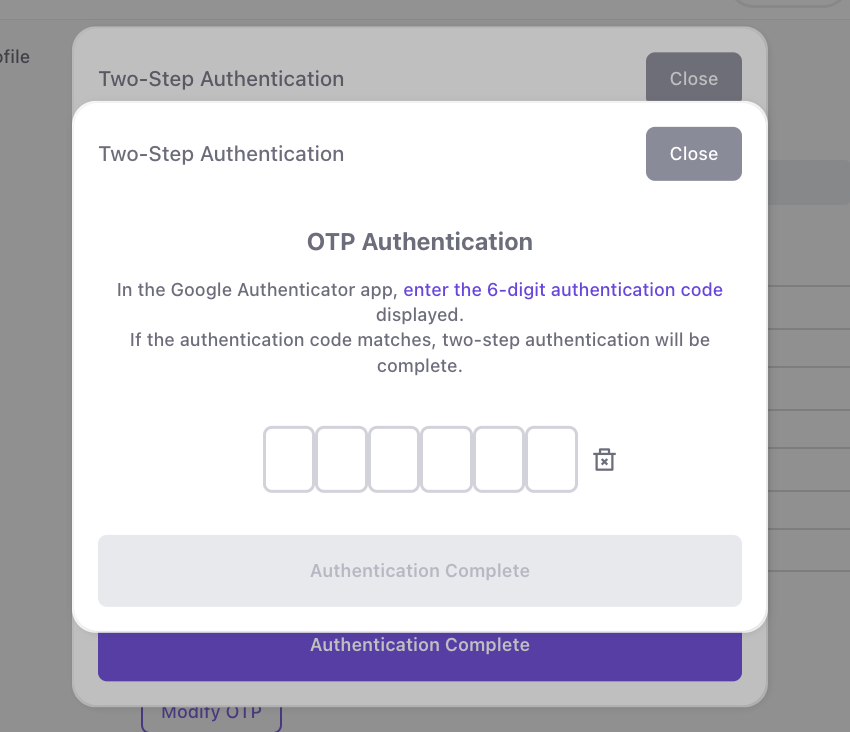 Two-Step Authentication
Close
Two-Step Authentication
Close
OTP Authentication
In the Google Authenticator app, enter the 6-digit authentication code
displayed.
If the authentication code matches, two-step authentication will be
complete.
Authentication Complete
Authentication Complete
Modify OTP